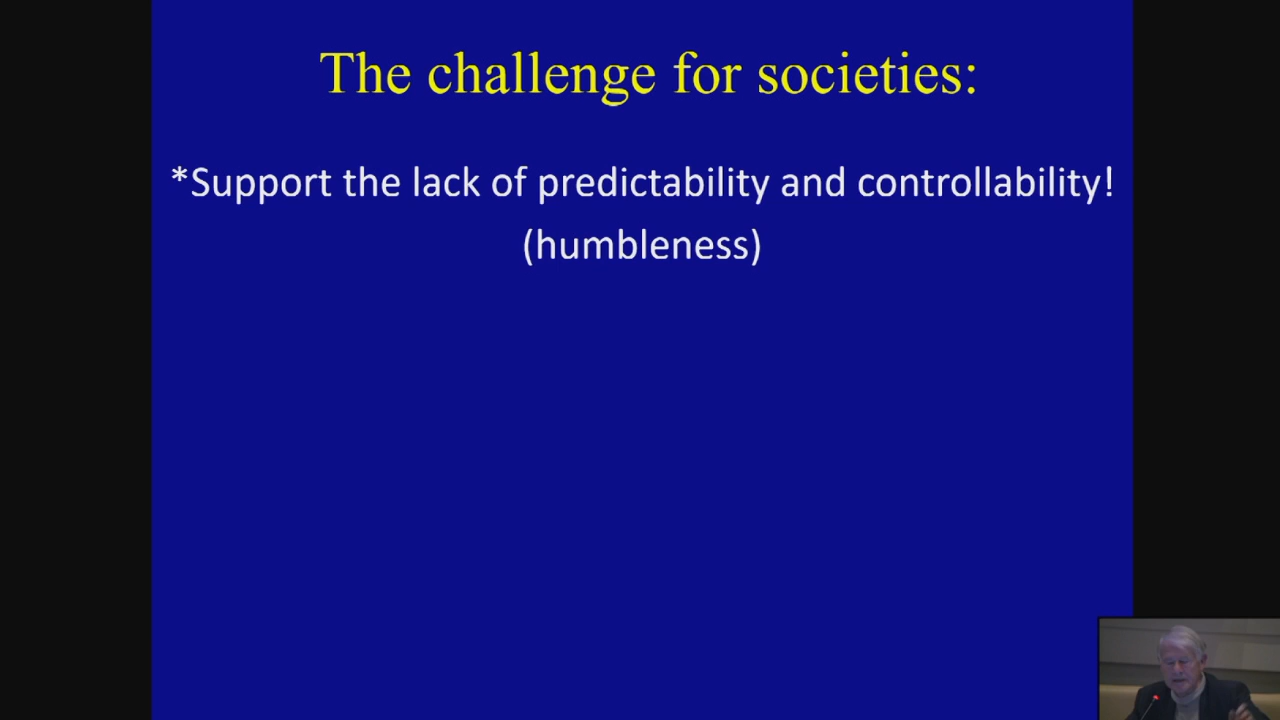 The challenge for societies:
*Support the lack of predictability and controllability!
(humbleness)